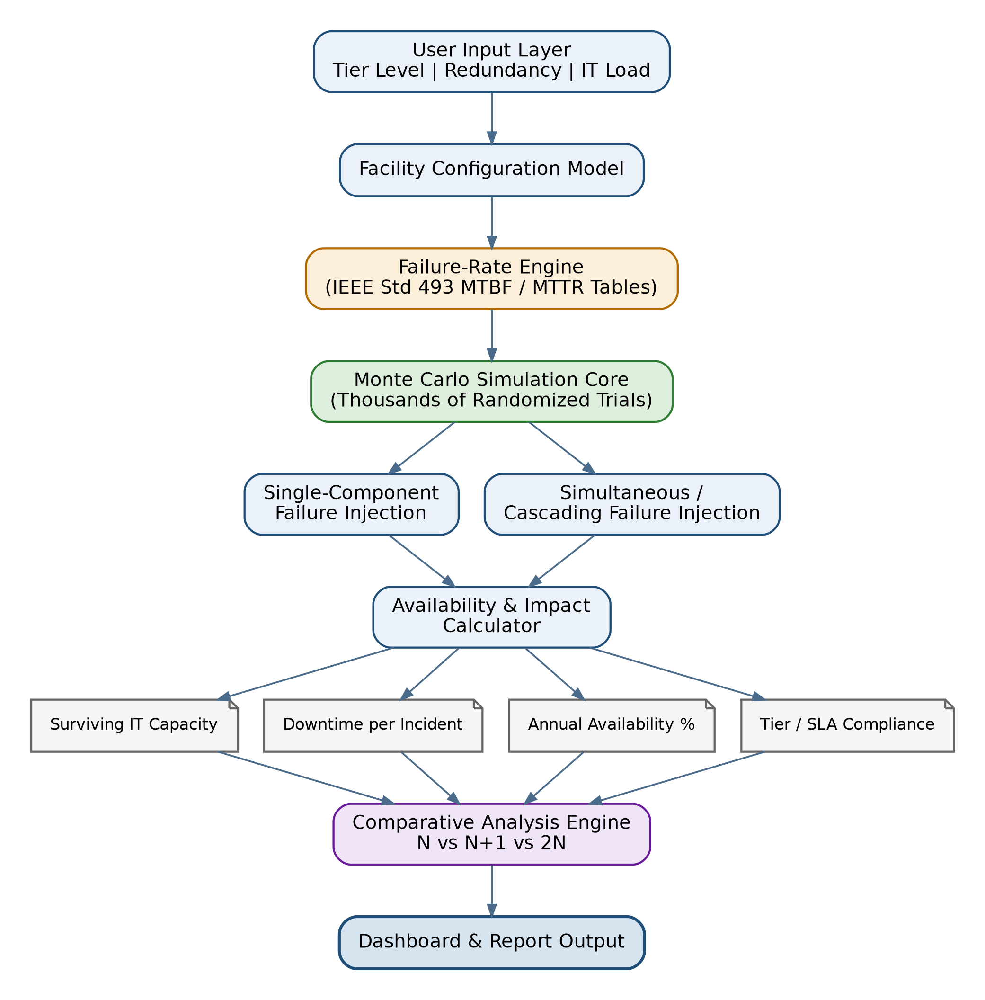 User Input Layer
Tier Level | Redundancy | IT Load
Facility Configuration Model
Failure-Rate Engine
(IEEE Std 493 MTBF / MTTR Tables)
Monte Carlo Simulation Core
(Thousands of Randomized Trials)
Single-Component
Failure Injection
Simultaneous /
Cascading Failure Injection
Availability & Impact
Calculator
Surviving IT Capacity
Downtime per Incident
Annual Availability %
Tier / SLA Compliance
Comparative Analysis Engine
N vs N+1 vs 2N
Dashboard & Report Output